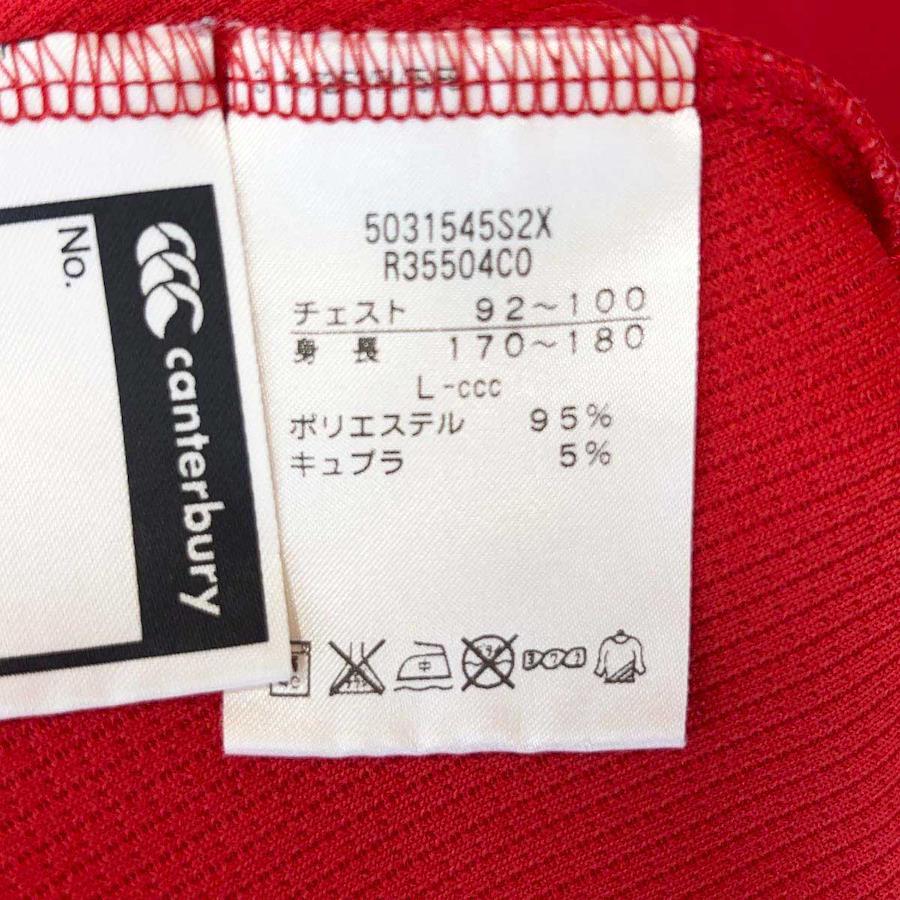 No.
canterbury
5031545S2X
R35504C0
チェスト 92～100
身 長 170～180
L-ccc
ポリエステル 95%
キュプラ 5%
中